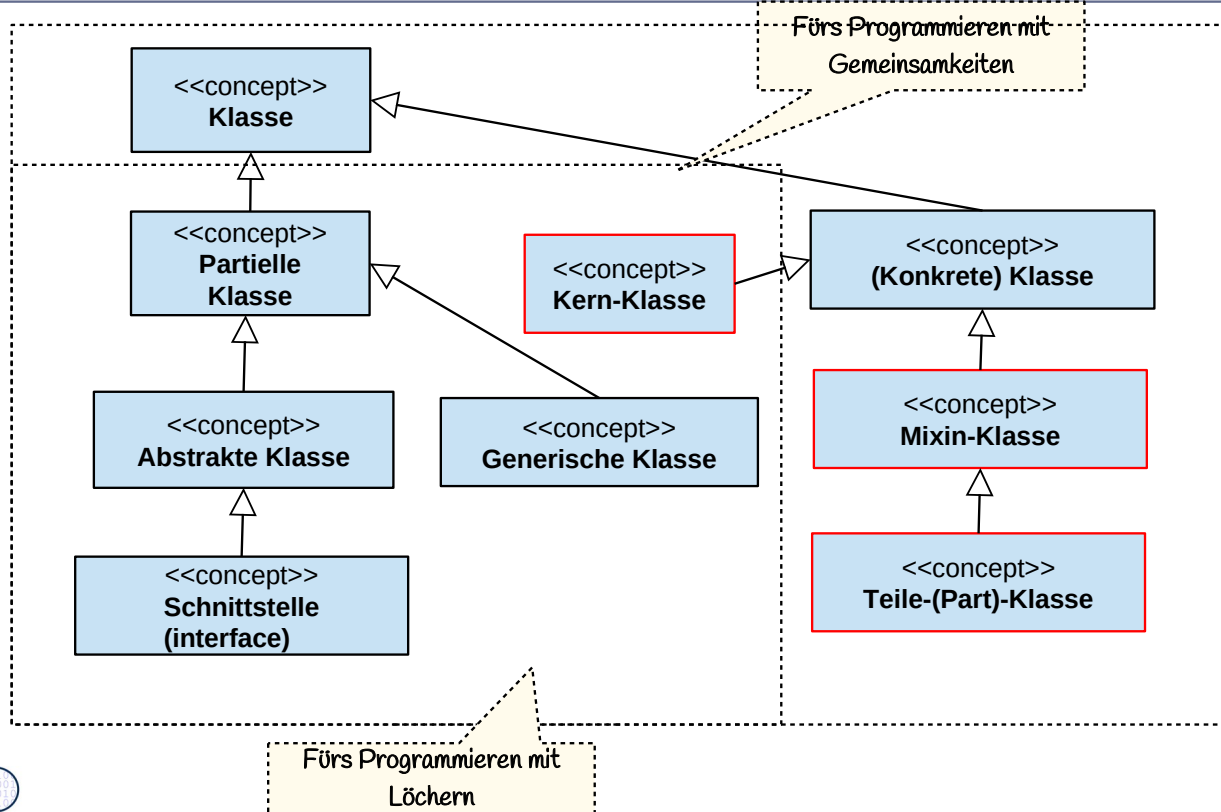 Fürs Programmieren mit
Gemeinsamkeiten
<<concept>>
Klasse
<<concept>>
Partielle
Klasse
<<concept>>
Kern-Klasse
<<concept>>
(Konkrete) Klasse
<<concept>>
Abstrakte Klasse
<<concept>>
Generische Klasse
<<concept>>
Mixin-Klasse
<<concept>>
Schnittstelle
(interface)
<<concept>>
Teile-(Part)-Klasse
Fürs Programmieren mit
Löchern